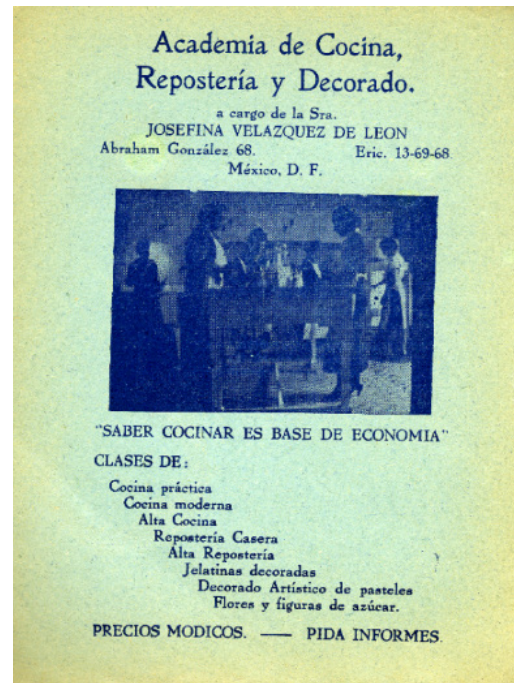 Academia de Cocina,
Repostería y Decorado.
a cargo de la Sra.
JOSEFINA VELAZQUEZ DE LEON
Abraham González 68. Eric. 13-69-68.
México, D. F.
"SABER COCINAR ES BASE DE ECONOMIA"
CLASES DE:
Cocina práctica
Cocina moderna
Alta Cocina
Repostería Casera
Alta Repostería
Jelatinas decoradas
Decorado Artístico de pasteles
Flores y figuras de azúcar.
PRECIOS MODICOS. —— PIDA INFORMES.